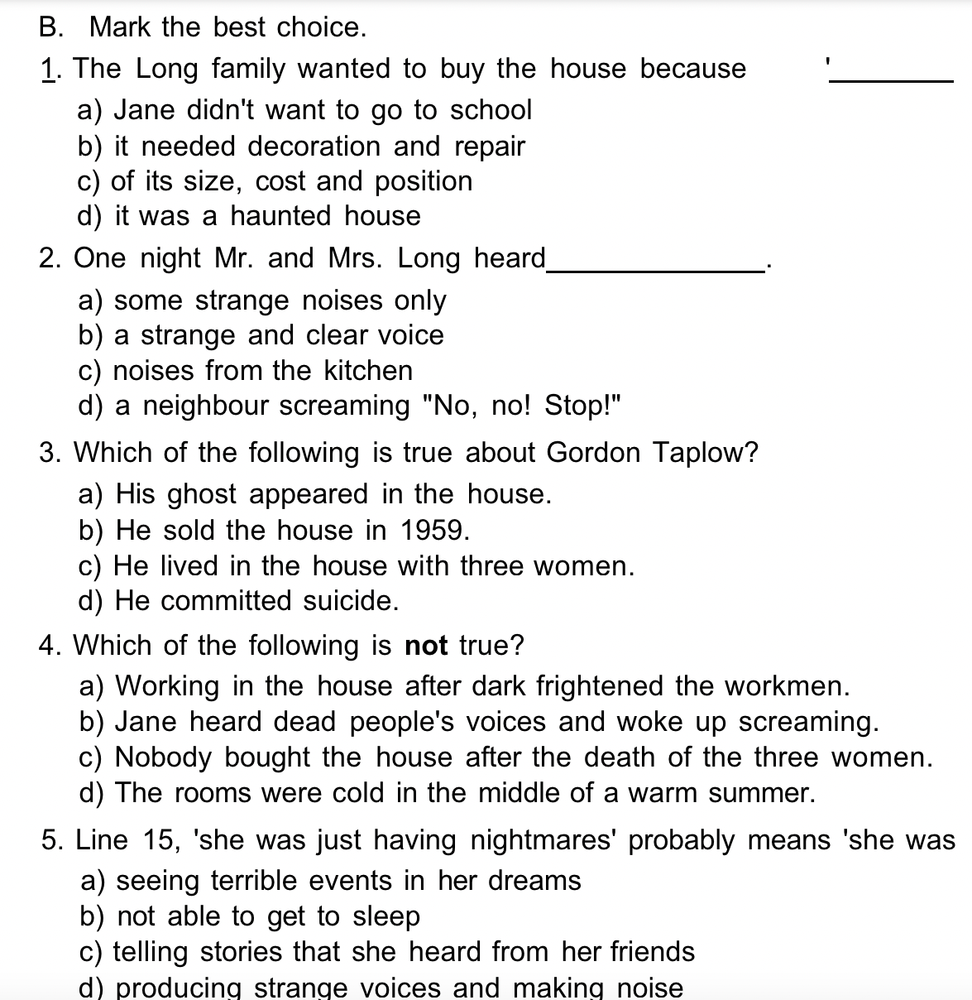 B. Mark the best choice.
1. The Long family wanted to buy the house because '_________
a) Jane didn't want to go to school
b) it needed decoration and repair
c) of its size, cost and position
d) it was a haunted house
2. One night Mr. and Mrs. Long heard________________.
a) some strange noises only
b) a strange and clear voice
c) noises from the kitchen
d) a neighbour screaming "No, no! Stop!"
3. Which of the following is true about Gordon Taplow?
a) His ghost appeared in the house.
b) He sold the house in 1959.
c) He lived in the house with three women.
d) He committed suicide.
4. Which of the following is not true?
a) Working in the house after dark frightened the workmen.
b) Jane heard dead people's voices and woke up screaming.
c) Nobody bought the house after the death of the three women.
d) The rooms were cold in the middle of a warm summer.
5. Line 15, 'she was just having nightmares' probably means 'she was
a) seeing terrible events in her dreams
b) not able to get to sleep
c) telling stories that she heard from her friends
d) producing strange voices and making noise